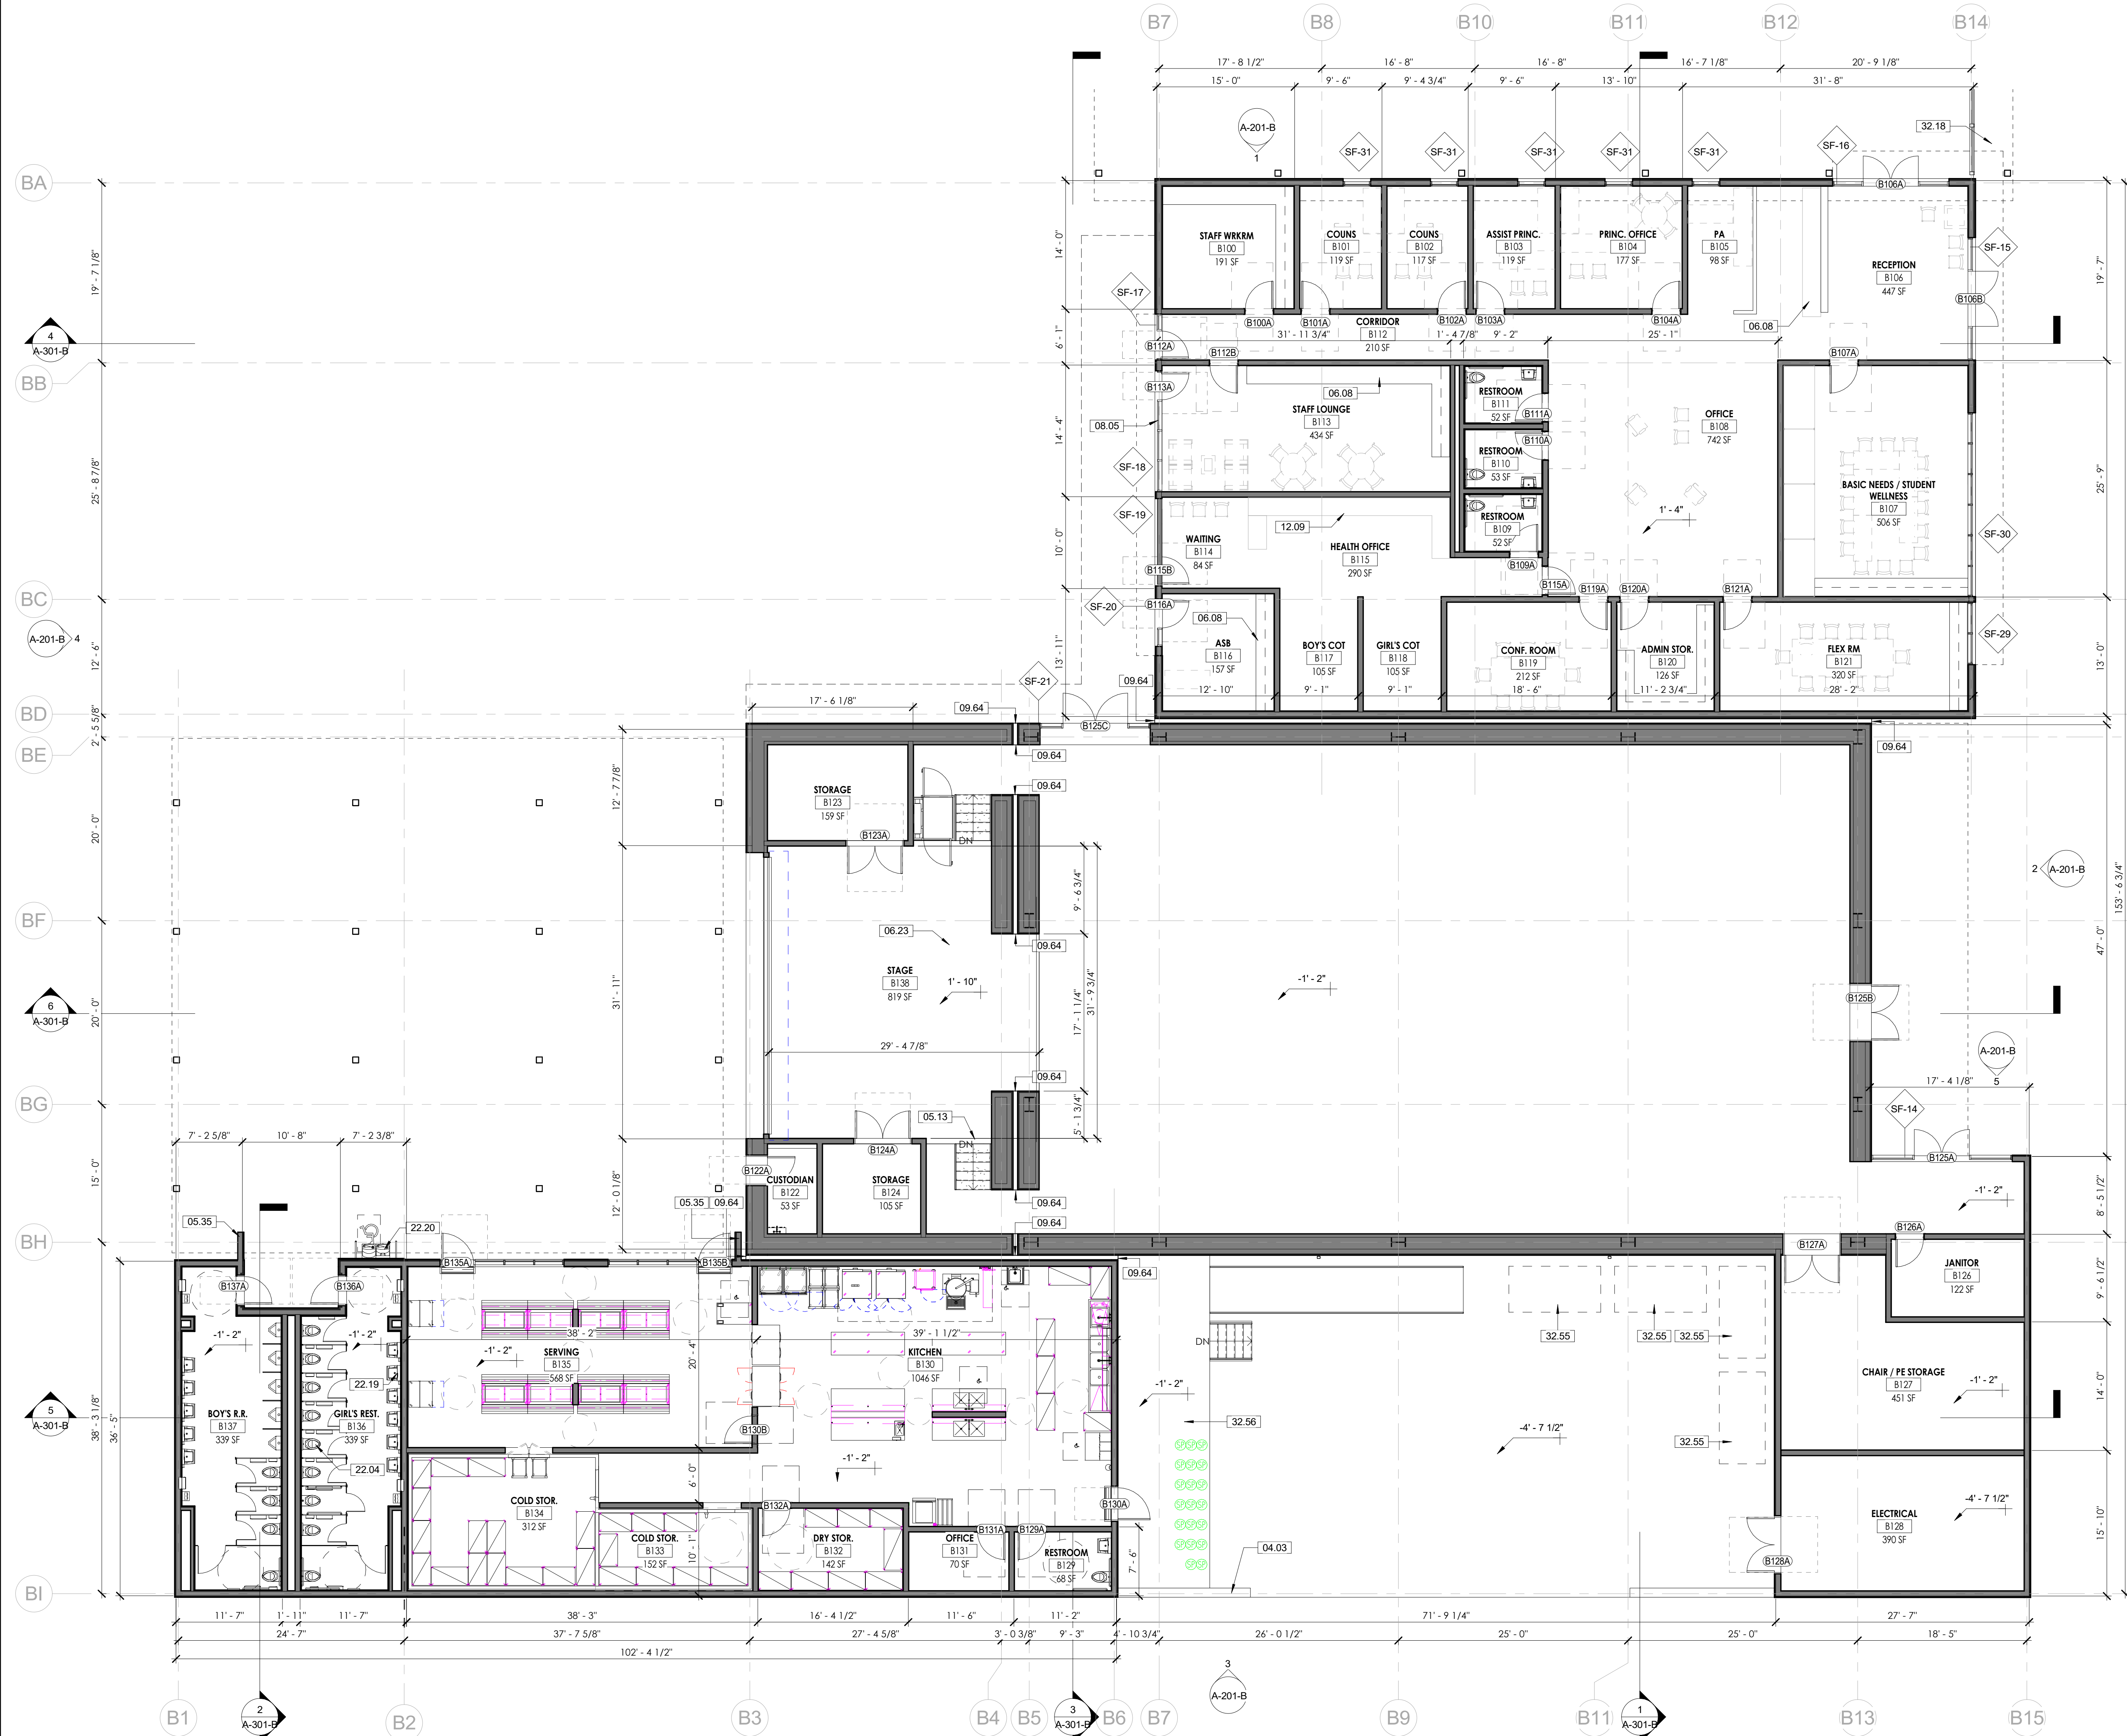 B7
B8
B10
B11
B12
B14
17' - 8 1/2"
16' - 8"
16' - 8"
16' - 7 1/8"
20' - 9 1/8"
15' - 0"
9' - 6"
9' - 4 3/4"
9' - 6"
13' - 10"
31' - 8"
A-201-B
1
SF-31
SF-31
SF-31
SF-31
SF-31
SF-16
32.18
BA
B106A
19' - 7 1/8"
14' - 0"
STAFF WRKRM
B100
191 SF
COUNS
B101
119 SF
COUNS
B102
117 SF
ASSIST PRINC.
B103
119 SF
PRINC. OFFICE
B104
177 SF
PA
B105
98 SF
RECEPTION
B106
447 SF
SF-15
19' - 7"
SF-17
B106B
B100A
B101A
B102A
B103A
B104A
06.08
4
A-301-B
6' - 1"
B112A
CORRIDOR
31' - 11 3/4"
B112
210 SF
1' - 4 7/8"
9' - 2"
25' - 1"
B112B
B107A
BB
B113A
08.05
14' - 4"
06.08
STAFF LOUNGE
B113
434 SF
RESTROOM
B111
52 SF
B111A
B110A
RESTROOM
B110
53 SF
OFFICE
B108
742 SF
25' - 8 7/8"
SF-18
SF-19
BASIC NEEDS / STUDENT
WELLNESS
B107
506 SF
25' - 9"
10' - 0"
12.09
WAITING
B114
84 SF
HEALTH OFFICE
B115
290 SF
RESTROOM
B109
52 SF
1' - 4"
SF-30
B115B
B109A
B115A
B119A
B120A
B121A
BC
SF-20
B116A
06.08
A-201-B
4
12' - 6"
13' - 11"
ASB
B116
157 SF
BOY'S COT
B117
105 SF
GIRL'S COT
B118
105 SF
CONF. ROOM
B119
212 SF
ADMIN STOR.
B120
126 SF
FLEX RM
B121
320 SF
SF-29
13' - 0"
SF-21
09.64
12' - 10"
9' - 1"
9' - 1"
18' - 6"
11' - 2 3/4"
28' - 2"
BD
17' - 6 1/8"
09.64
B125C
2' - 5 5/8"
BE
09.64
09.64
12' - 7 7/8"
STORAGE
B123
159 SF
09.64
B123A
DN
20' - 0"
2
A-201-B
153' - 6 3/4"
9' - 6 3/4"
BF
06.23
09.64
47' - 0"
STAGE
B138
819 SF
1' - 10"
-1' - 2"
31' - 11"
17' - 1 1/4"
31' - 9 3/4"
B125B
6
A-301-B
20' - 0"
29' - 4 7/8"
A-201-B
5
09.64
17' - 4 1/8"
BG
05.13
5' - 1 3/4"
SF-14
7' - 2 5/8"
10' - 8"
7' - 2 3/8"
B124A
DN
B125A
15' - 0"
B122A
CUSTODIAN
B122
53 SF
STORAGE
B124
105 SF
12' - 0 1/8"
05.35
09.64
09.64
-1' - 2"
8' - 5 1/2"
05.35
22.20
09.64
B126A
BH
B127A
B137A
B136A
B135A
B135B
09.64
JANITOR
B126
122 SF
9' - 6 1/2"
-1' - 2"
-1' - 2"
38' - 2"
39' - 1 1/2"
DN
32.55
32.55
32.55
-1' - 2"
SERVING
B135
568 SF
20' - 4"
KITCHEN
B130
1046 SF
22.19
CHAIR / PE STORAGE
B127
451 SF
-1' - 2"
14' - 0"
-1' - 2"
5
A-301-B
38' - 3 1/8"
36' - 5"
BOY'S R.R.
B137
339 SF
GIRL'S REST.
B136
339 SF
B130B
32.56
-4' - 7 1/2"
32.55
22.04
-1' - 2"
6' - 0"
COLD STOR.
B134
312 SF
B132A
B130A
-4' - 7 1/2"
ELECTRICAL
B128
390 SF
15' - 10"
COLD STOR.
B133
152 SF
10' - 1"
DRY STOR.
B132
142 SF
B131A
B129A
OFFICE
B131
70 SF
RESTROOM
B129
68 SF
7' - 6"
04.03
B128A
BI
11' - 7"
1' - 11"
11' - 7"
38' - 3"
16' - 4 1/2"
11' - 6"
11' - 2"
71' - 9 1/4"
27' - 7"
24' - 7"
37' - 7 5/8"
27' - 4 5/8"
3' - 0 3/8"
9' - 3"
4' - 10 3/4"
26' - 0 1/2"
25' - 0"
25' - 0"
18' - 5"
102' - 4 1/2"
3
A-201-B
B1
2
A-301-B
B2
B3
B4
B5
3
A-301-B
B6
B7
B9
B11
1
A-301-B
B13
B15